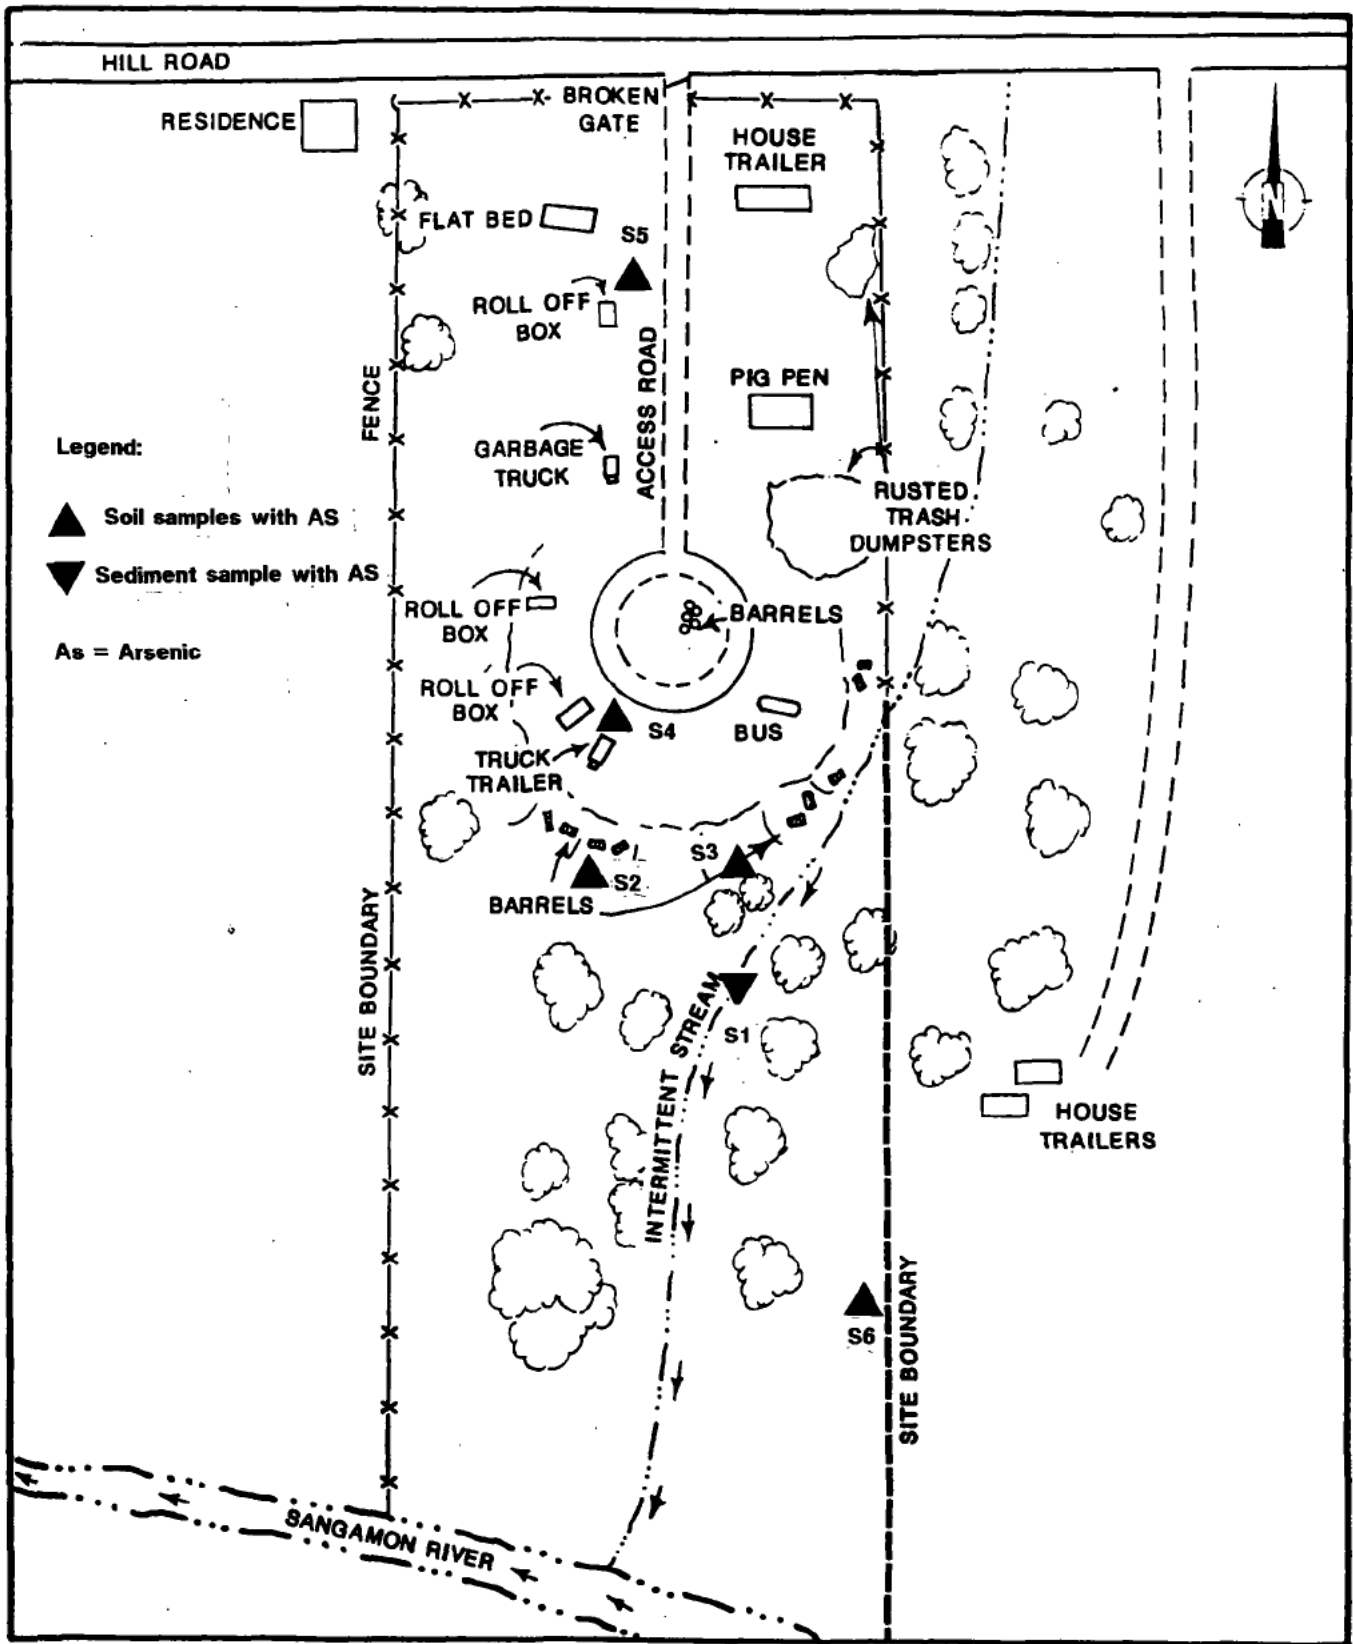 HILL ROAD
RESIDENCE
BROKEN
GATE
HOUSE
TRAILER
N
FLAT BED
S5
ROLL OFF
BOX
ACCESS ROAD
FENCE
PIG PEN
Legend:
Soil samples with AS
Sediment sample with AS
As = Arsenic
GARBAGE
TRUCK
RUSTED
TRASH
DUMPSTERS
ROLL OFF
BOX
BARRELS
ROLL OFF
BOX
S4
BUS
TRUCK
TRAILER
S3
S2
BARRELS
SITE BOUNDARY
INTERMITTENT STREAM
S1
HOUSE
TRAILERS
S6
SITE BOUNDARY
SANGAMON RIVER